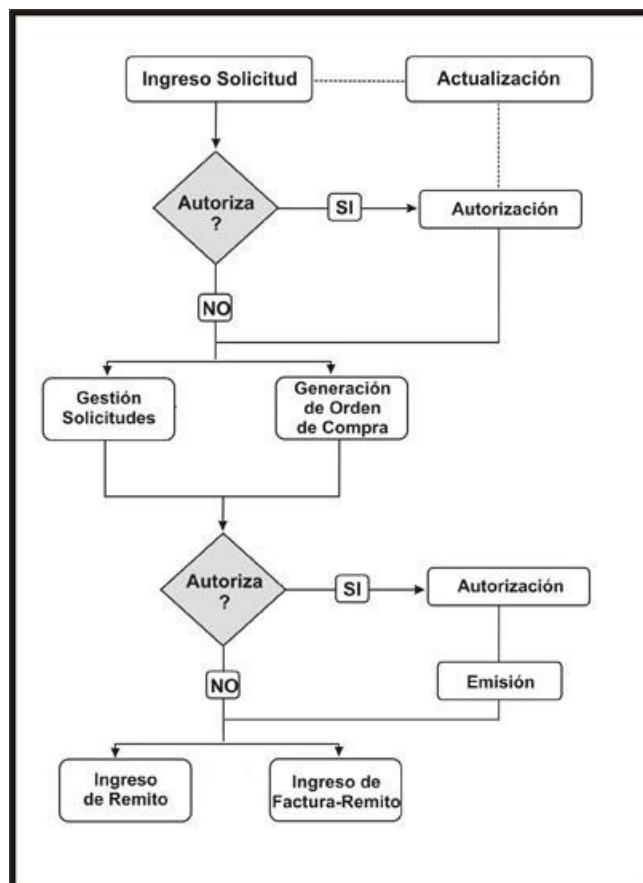 Ingreso Solicitud
Actualización
Autoriza
?
SI
Autorización
NO
Gestión
Solicitudes
Generación
de Orden
de Compra
Autoriza
?
SI
Autorización
NO
Emisión
Ingreso
de Remito
Ingreso de
Factura-Remito